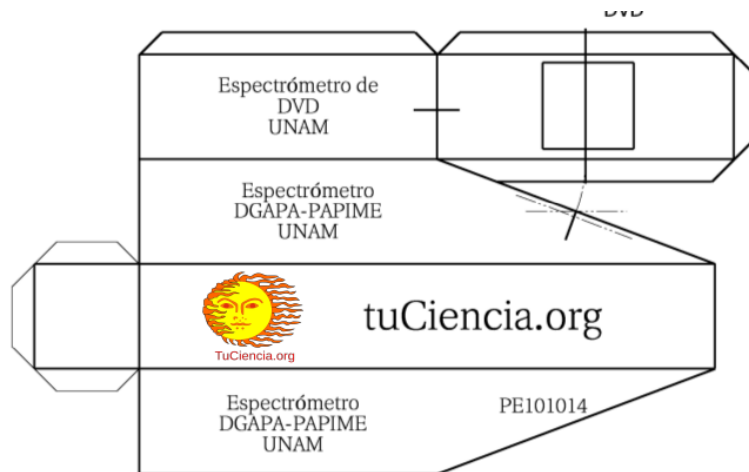 DVD
Espectrómetro de
DVD
UNAM
Espectrómetro
DGAPA-PAPIME
UNAM
TuCiencia.org
tuCiencia.org
Espectrómetro
DGAPA-PAPIME
UNAM
PE101014